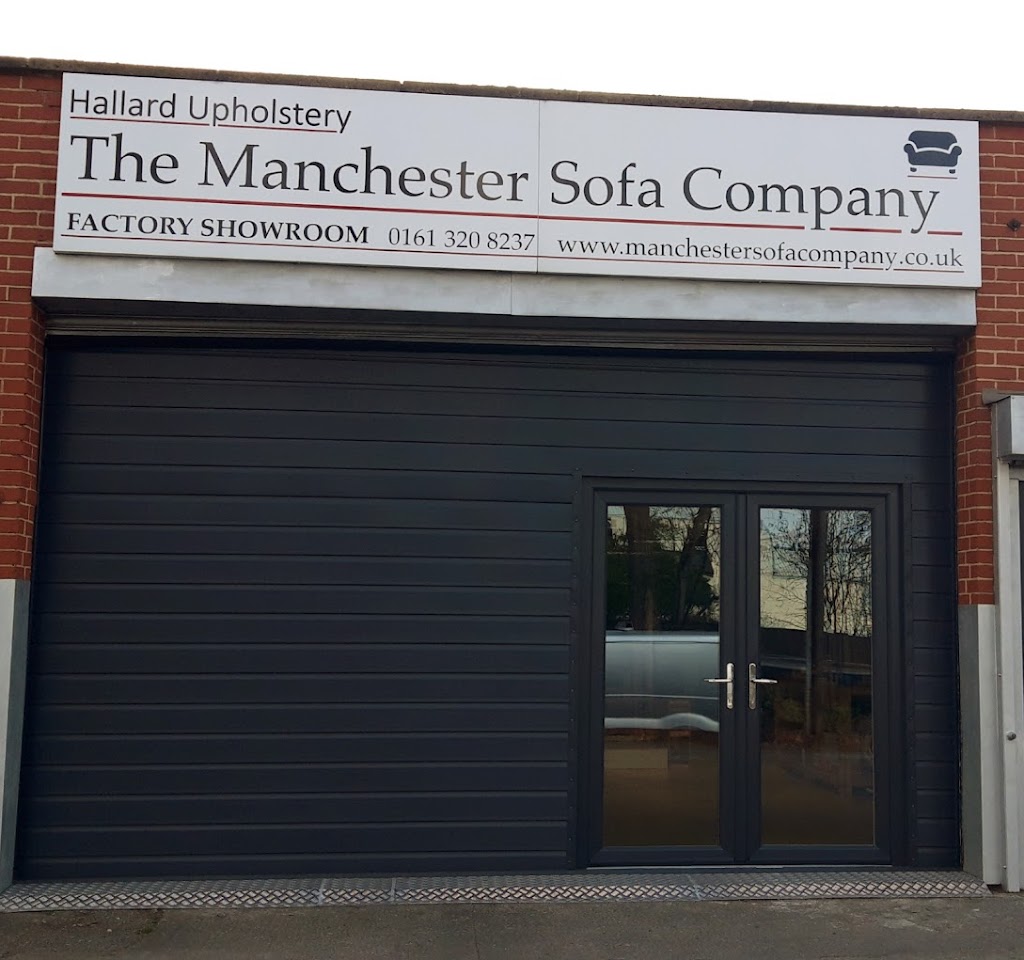 Hallard Upholstery
The Manchester Sofa Company
FACTORY SHOWROOM 0161 320 8237 www.manchestersofacompany.co.uk